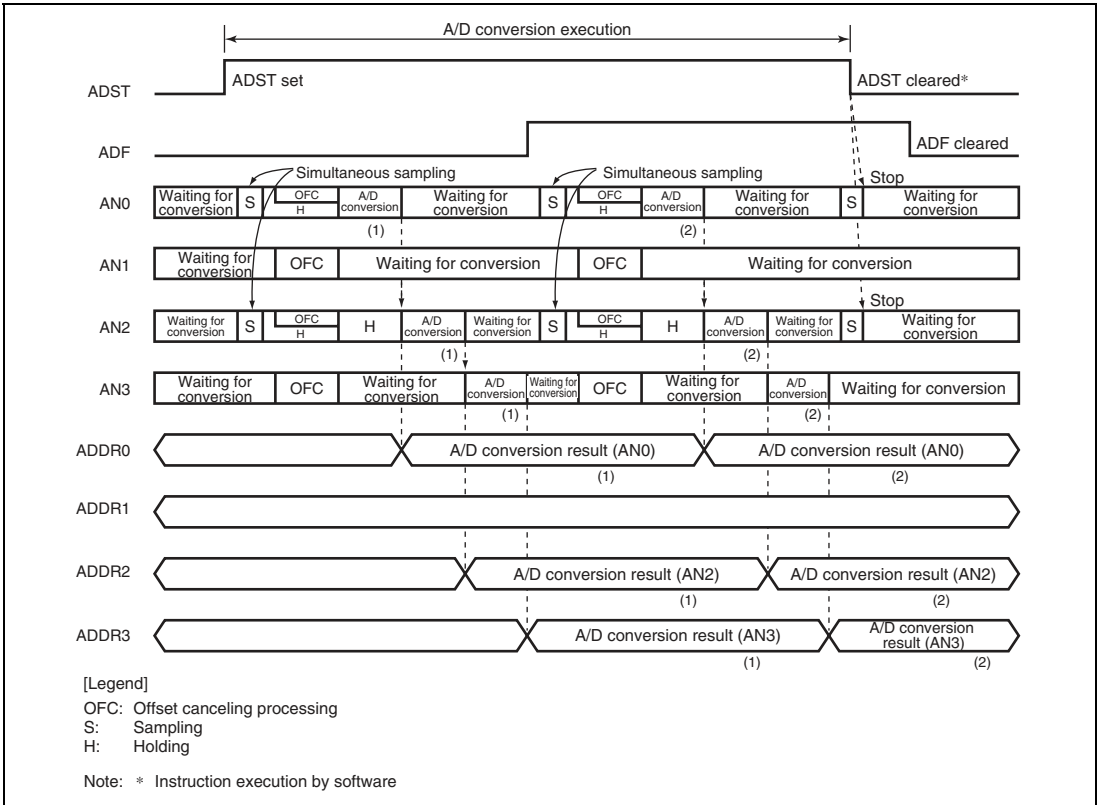 A/D conversion execution
ADST ADST set ADST cleared*
ADF ADF cleared
Simultaneous sampling Simultaneous sampling Stop
AN0 Waiting for conversion S OFC H A/D conversion Waiting for conversion S OFC H A/D conversion Waiting for conversion S Waiting for conversion
(1) (2)
AN1 Waiting for conversion OFC Waiting for conversion OFC Waiting for conversion
Stop
AN2 Waiting for conversion S OFC H H A/D conversion Waiting for conversion S OFC H H A/D conversion Waiting for conversion S Waiting for conversion
(1) (2)
AN3 Waiting for conversion OFC Waiting for conversion A/D conversion Waiting for conversion OFC Waiting for conversion A/D conversion Waiting for conversion
(1) (2)
ADDR0 A/D conversion result (AN0) A/D conversion result (AN0)
(1) (2)
ADDR1
ADDR2 A/D conversion result (AN2) A/D conversion result (AN2)
(1) (2)
ADDR3 A/D conversion result (AN3) A/D conversion result (AN3)
(1) (2)
[Legend]
OFC: Offset canceling processing
S: Sampling
H: Holding
Note: * Instruction execution by software